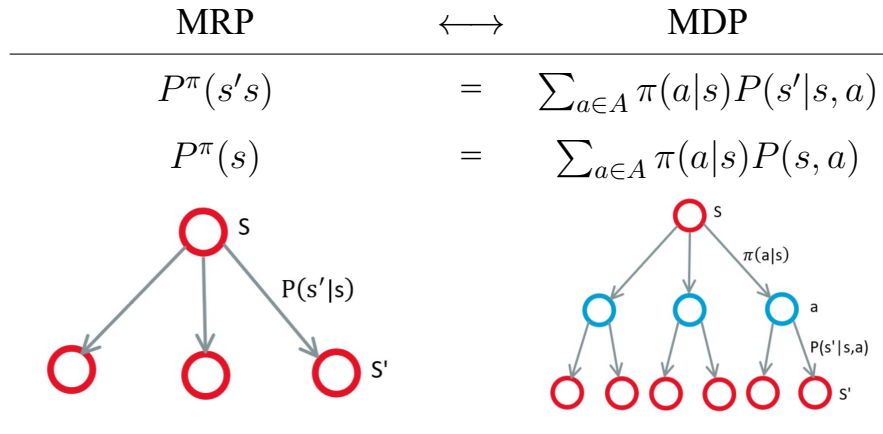 MRP ⟷ MDP
P^π(s's) = ∑_{a∈A} π(a|s)P(s'|s, a)
P^π(s) = ∑_{a∈A} π(a|s)P(s, a)
S
P(s'|s)
S'
S
π(a|s)
a
P(s'|s,a)
S'